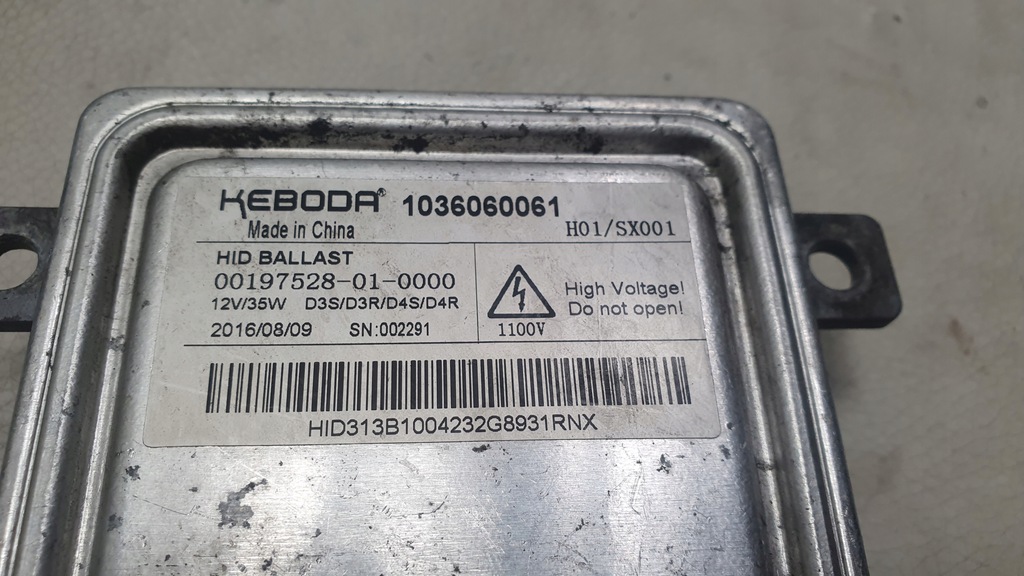 KEBODA® 1036060061
Made in China H01/SX001
HID BALLAST
00197528-01-0000
12V/35W D3S/D3R/D4S/D4R
2016/08/09 SN:002291
1100V
High Voltage!
Do not open!
HID313B1004232G8931RNX